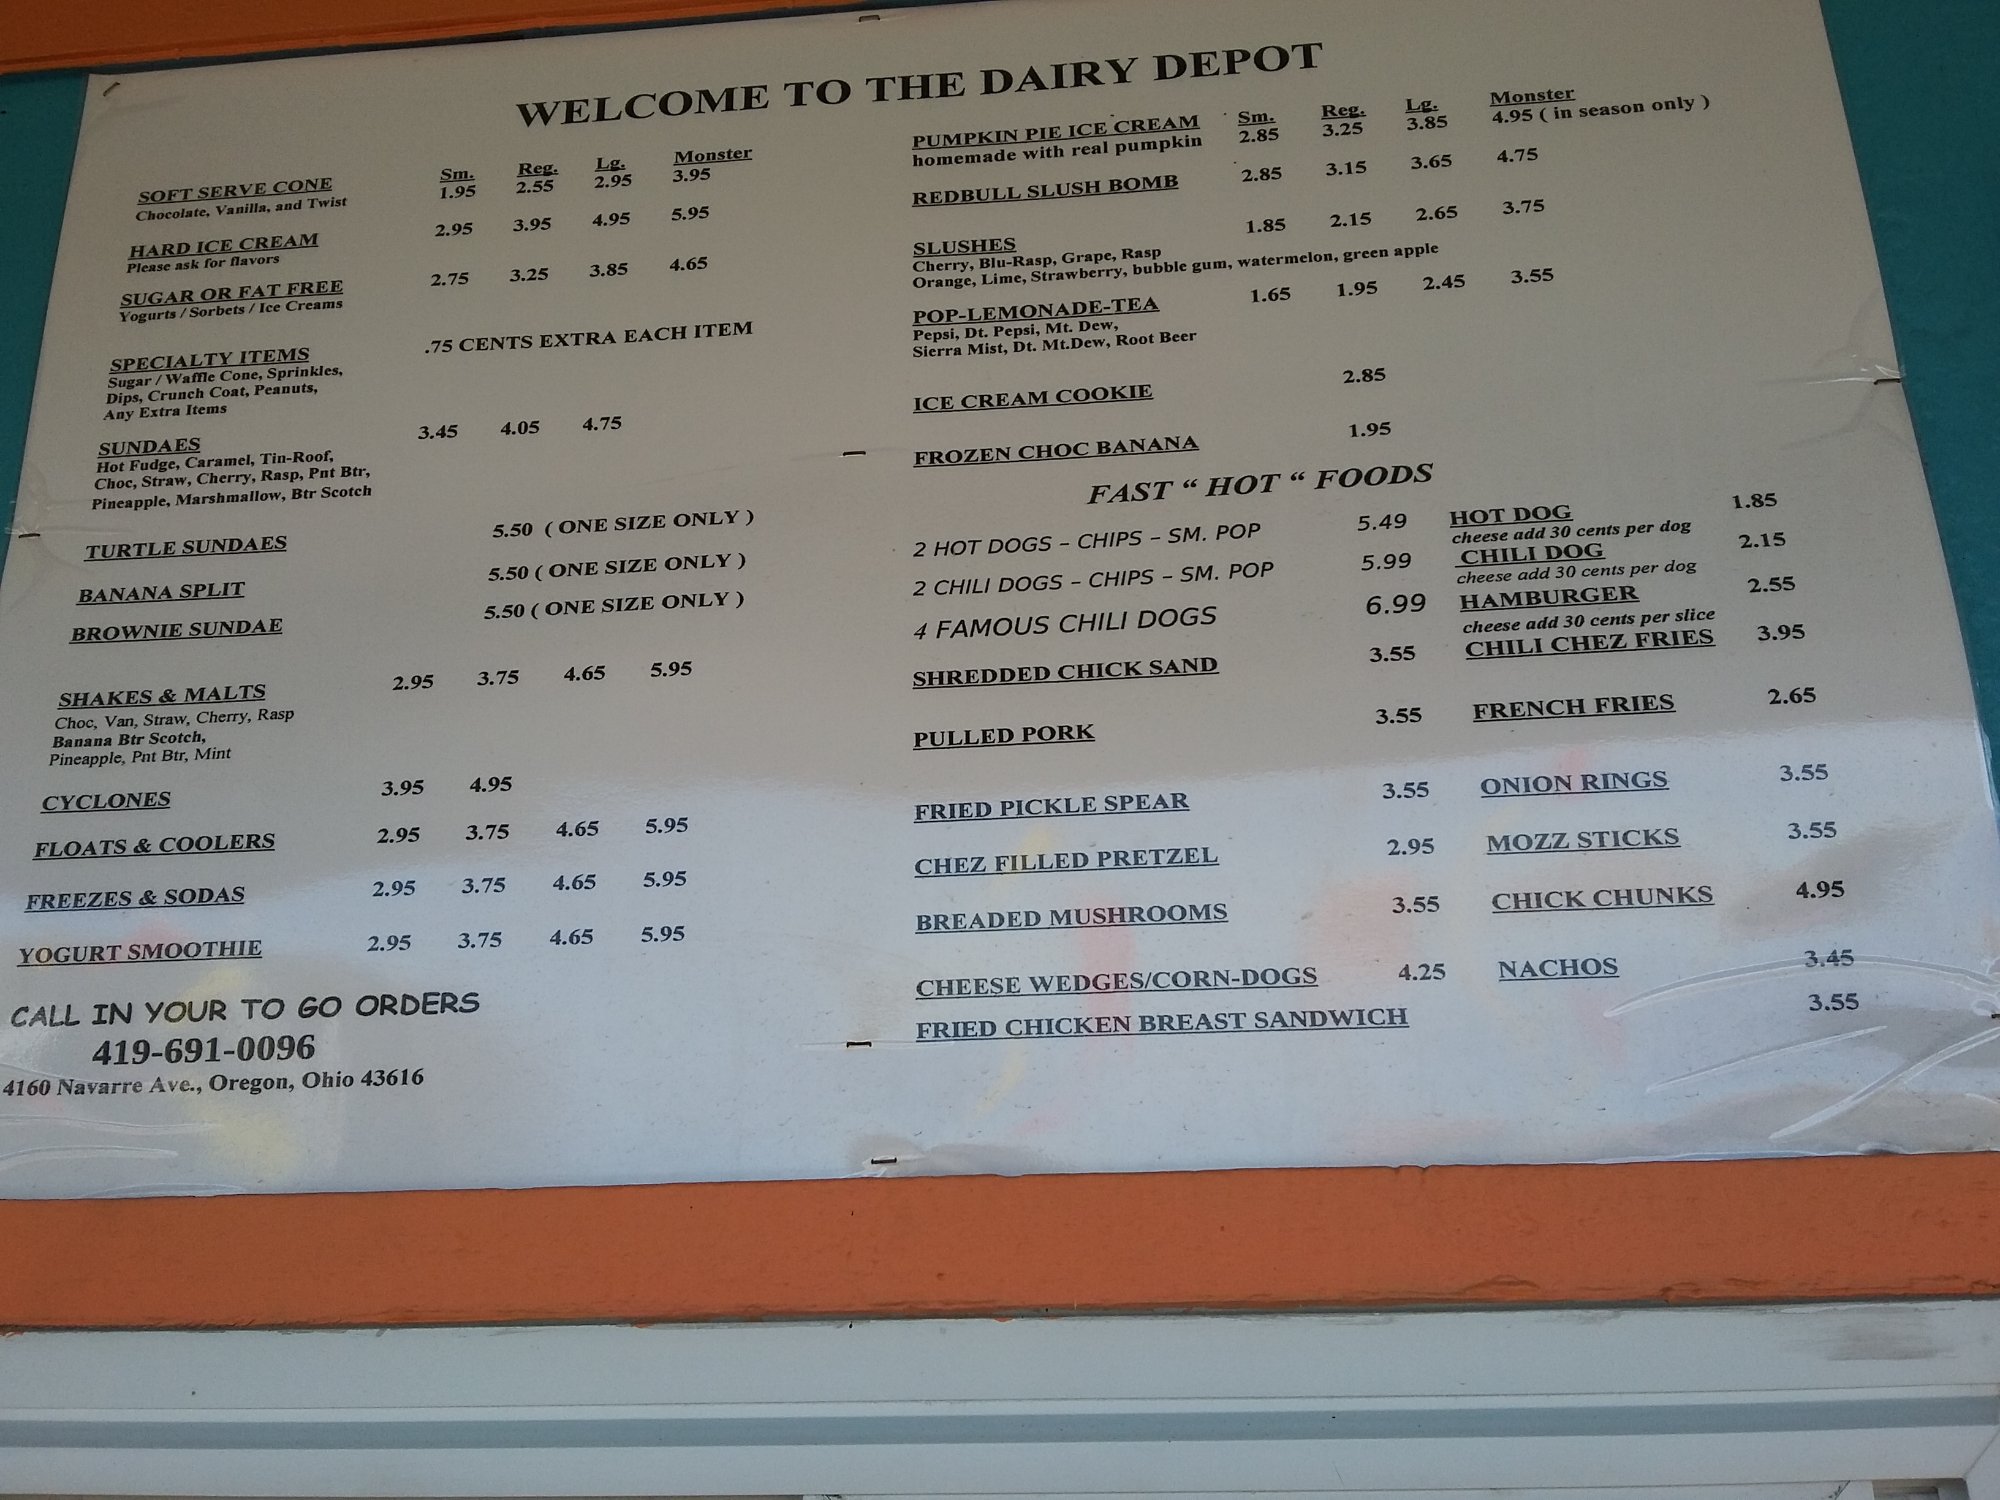 WELCOME TO THE DAIRY DEPOT
Sm. Reg. Lg. Monster
SOFT SERVE CONE 1.95 2.55 2.95 3.95
Chocolate, Vanilla, and Twist
HARD ICE CREAM 2.95 3.95 4.95 5.95
Please ask for flavors
SUGAR OR FAT FREE 2.75 3.25 3.85 4.65
Yogurts / Sorbets / Ice Creams
SPECIALTY ITEMS .75 CENTS EXTRA EACH ITEM
Sugar / Waffle Cone, Sprinkles,
Dips, Crunch Coat, Peanuts,
Any Extra Items
SUNDAES 3.45 4.05 4.75
Hot Fudge, Caramel, Tin-Roof,
Choc, Straw, Cherry, Rasp, Pnt Btr,
Pineapple, Marshmallow, Btr Scotch
TURTLE SUNDAES 5.50 ( ONE SIZE ONLY )
BANANA SPLIT 5.50 ( ONE SIZE ONLY )
BROWNIE SUNDAE 5.50 ( ONE SIZE ONLY )
SHAKES & MALTS 2.95 3.75 4.65 5.95
Choc, Van, Straw, Cherry, Rasp
Banana Btr Scotch,
Pineapple, Pnt Btr, Mint
CYCLONES 3.95 4.95
FLOATS & COOLERS 2.95 3.75 4.65 5.95
FREEZES & SODAS 2.95 3.75 4.65 5.95
YOGURT SMOOTHIE 2.95 3.75 4.65 5.95
CALL IN YOUR TO GO ORDERS
419-691-0096
4160 Navarre Ave., Oregon, Ohio 43616
Sm. Reg. Lg. Monster
PUMPKIN PIE ICE CREAM 2.85 3.25 3.85 4.95 ( in season only )
homemade with real pumpkin
REDBULL SLUSH BOMB 2.85 3.15 3.65 4.75
SLUSHES 1.85 2.15 2.65 3.75
Cherry, Blu-Rasp, Grape, Rasp
Orange, Lime, Strawberry, bubble gum, watermelon, green apple
POP-LEMONADE-TEA 1.65 1.95 2.45 3.55
Pepsi, Dt. Pepsi, Mt. Dew,
Sierra Mist, Dt. Mt.Dew, Root Beer
ICE CREAM COOKIE 2.85
FROZEN CHOC BANANA 1.95
FAST “ HOT “ FOODS
2 HOT DOGS – CHIPS – SM. POP 5.49
2 CHILI DOGS – CHIPS – SM. POP 5.99
4 FAMOUS CHILI DOGS 6.99
SHREDDED CHICK SAND 3.55
PULLED PORK 3.55
FRIED PICKLE SPEAR 3.55
CHEZ FILLED PRETZEL 2.95
BREADED MUSHROOMS 3.55
CHEESE WEDGES/CORN-DOGS 4.25
FRIED CHICKEN BREAST SANDWICH 3.55
HOT DOG 1.85
cheese add 30 cents per dog
CHILI DOG 2.15
cheese add 30 cents per dog
HAMBURGER 2.55
cheese add 30 cents per slice
CHILI CHEZ FRIES 3.95
FRENCH FRIES 2.65
ONION RINGS 3.55
MOZZ STICKS 3.55
CHICK CHUNKS 4.95
NACHOS 3.45